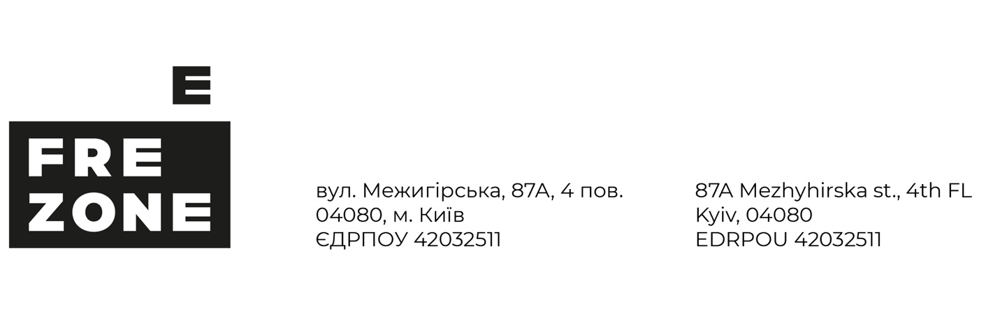 E
FRE
ZONE
вул. Межигірська, 87А, 4 пов.
04080, м. Київ
ЄДРПОУ 42032511
87A Mezhyhirska st., 4th FL
Kyiv, 04080
EDRPOU 42032511